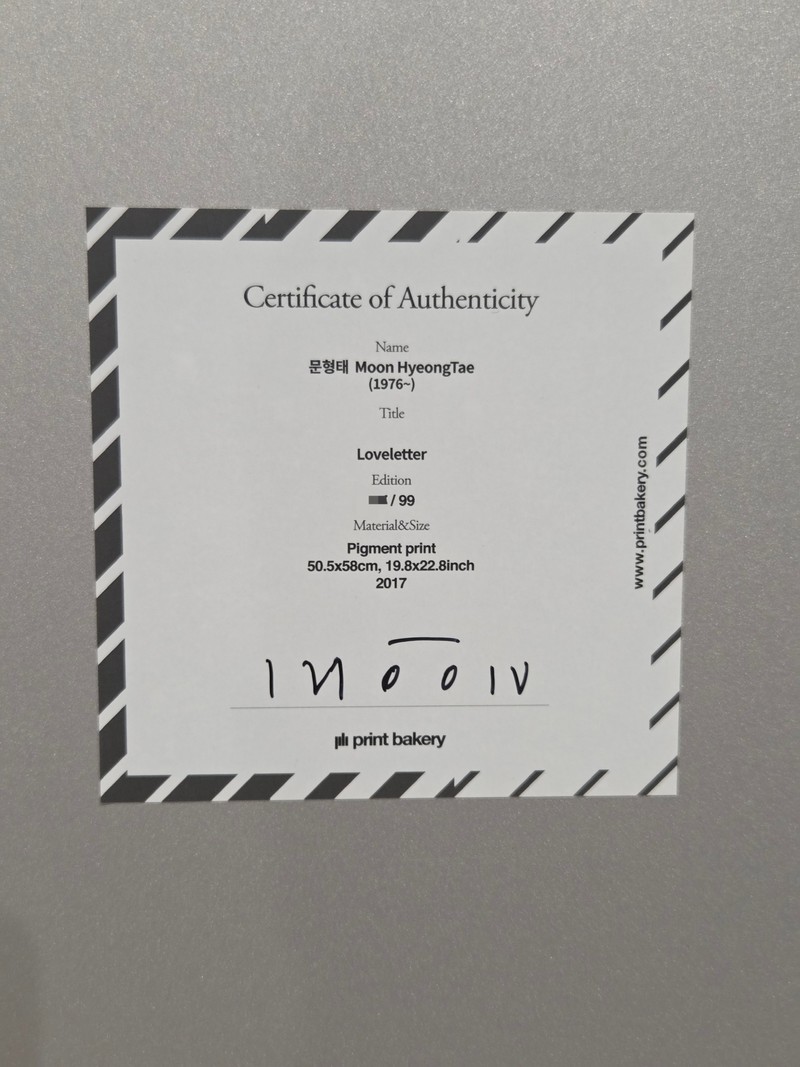 Certificate of Authenticity
Name
문형태 Moon HyeongTae
(1976~)
Title
Loveletter
Edition
/ 99
Material&Size
Pigment print
50.5x58cm, 19.8x22.8inch
2017
print bakery
www.printbakery.com